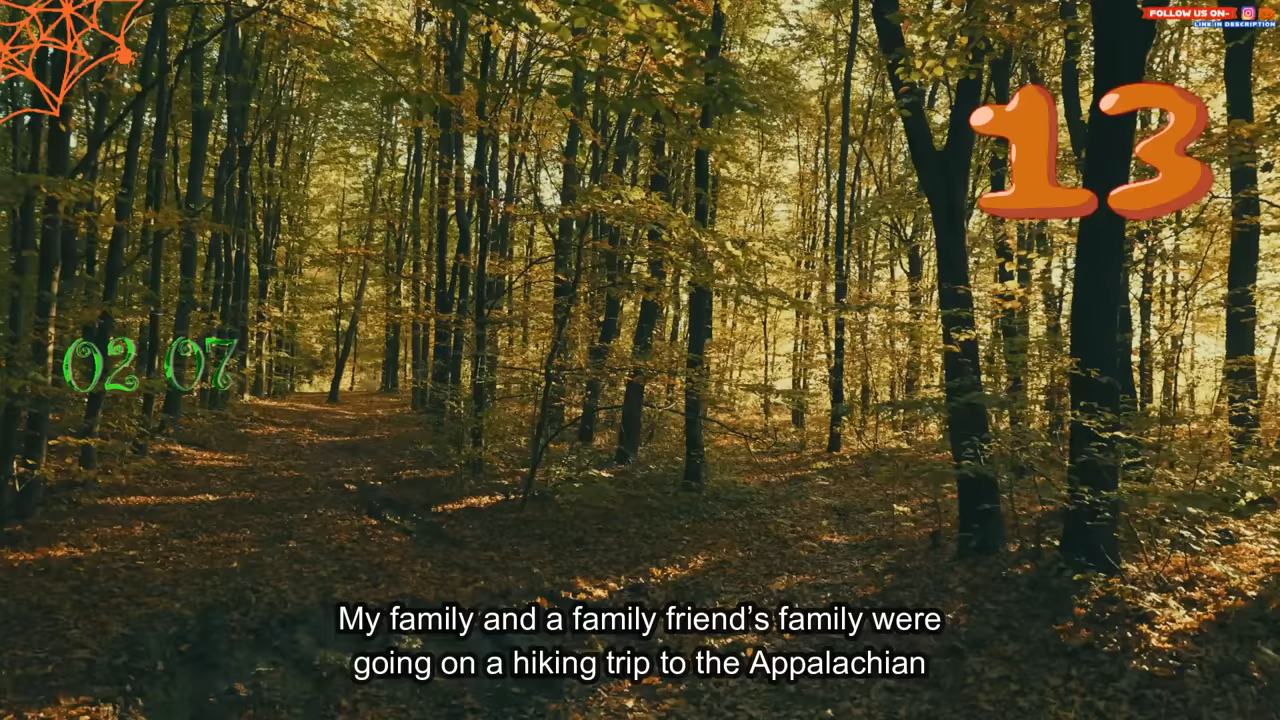 FOLLOW US ON-
LINK IN DESCRIPTION
13
02 07
My family and a family friend’s family were
going on a hiking trip to the Appalachian